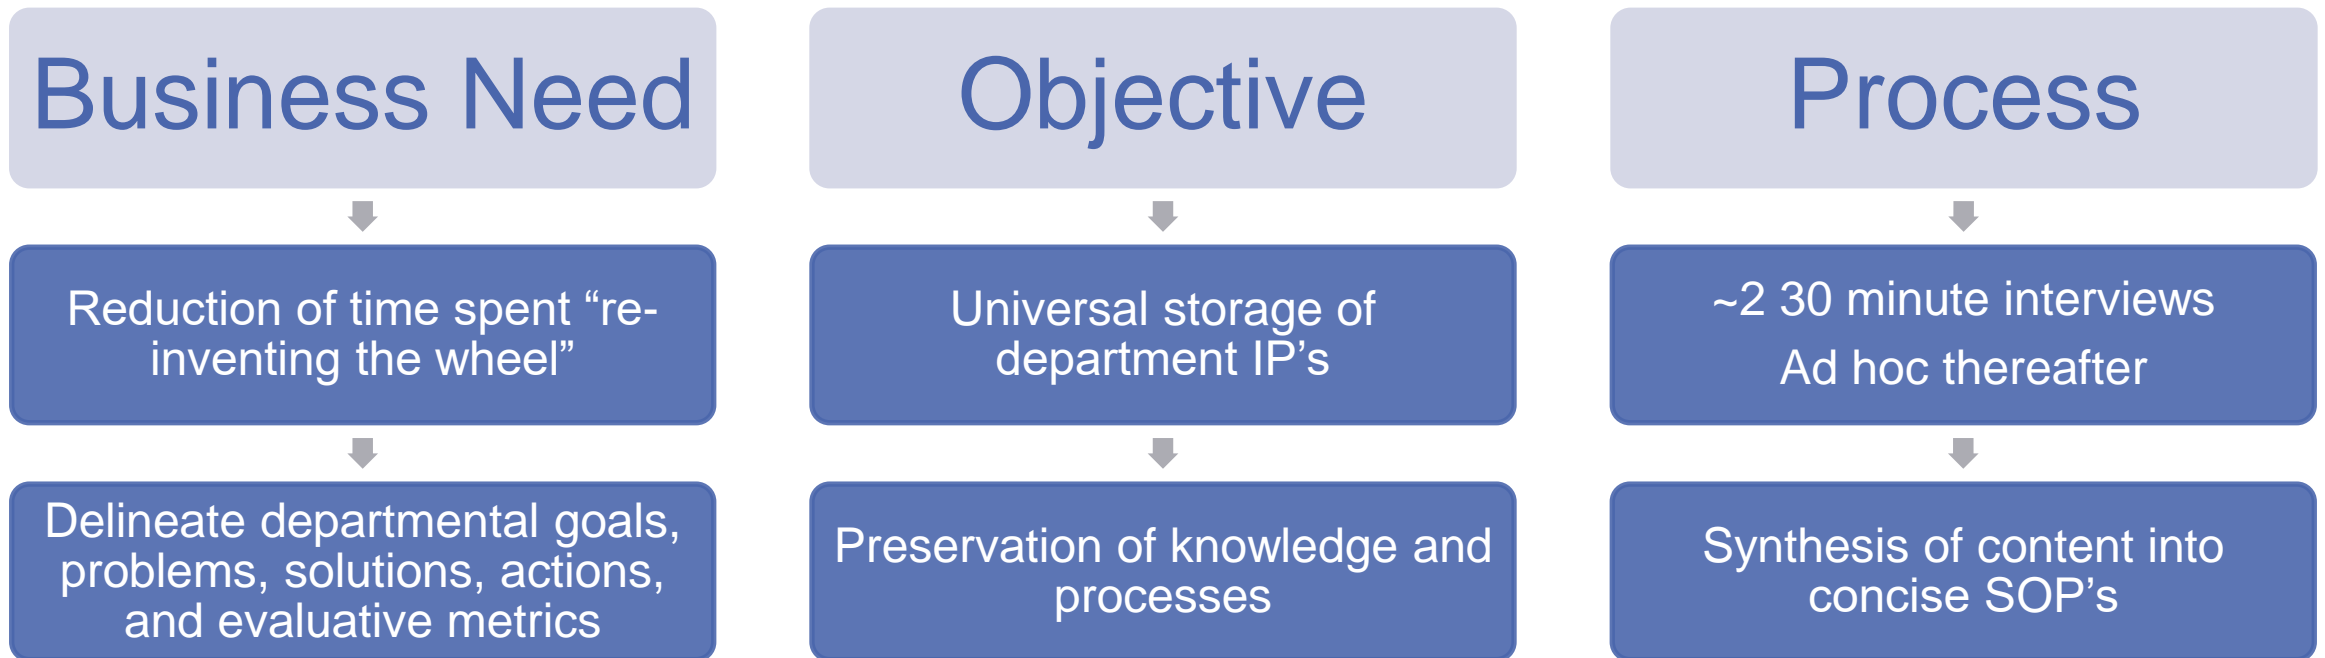 Business Need
Reduction of time spent “re-
inventing the wheel”
Delineate departmental goals,
problems, solutions, actions,
and evaluative metrics
Objective
Universal storage of
department IP’s
Preservation of knowledge and
processes
Process
~2 30 minute interviews
Ad hoc thereafter
Synthesis of content into
concise SOP’s